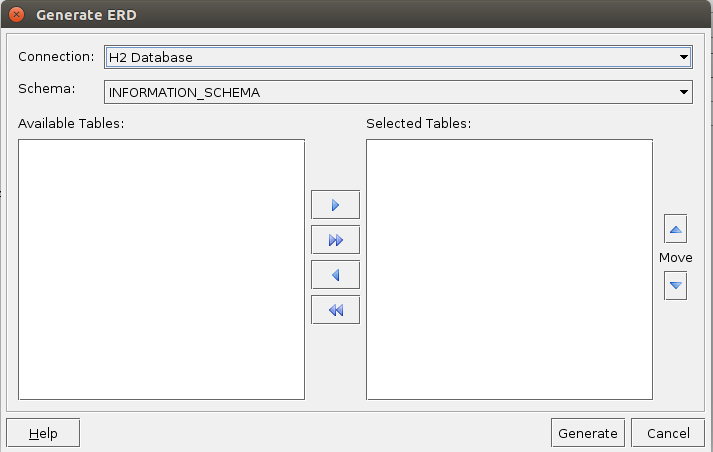 Generate ERD
Connection: H2 Database
Schema: INFORMATION_SCHEMA
Available Tables: Selected Tables:
Move
Help Generate Cancel